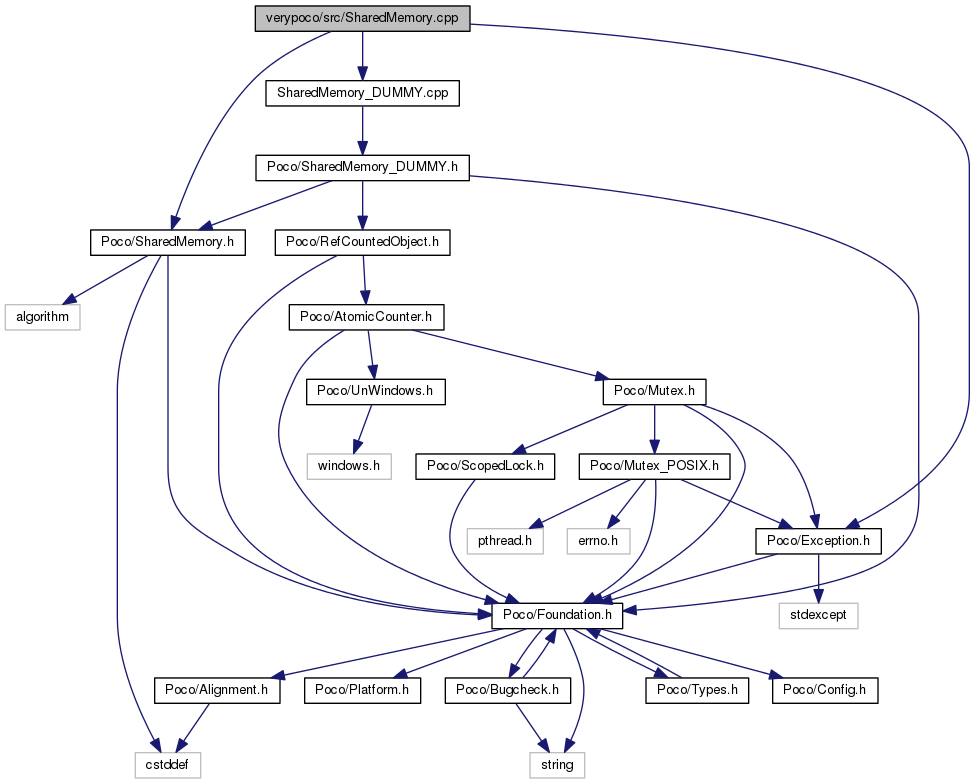 verypoco/src/SharedMemory.cpp
SharedMemory_DUMMY.cpp
Poco/SharedMemory_DUMMY.h
Poco/SharedMemory.h
Poco/RefCountedObject.h
algorithm
Poco/AtomicCounter.h
Poco/UnWindows.h
Poco/Mutex.h
windows.h
Poco/ScopedLock.h
Poco/Mutex_POSIX.h
pthread.h
errno.h
Poco/Exception.h
Poco/Foundation.h
stdexcept
Poco/Alignment.h
Poco/Platform.h
Poco/Bugcheck.h
Poco/Types.h
Poco/Config.h
cstddef
string